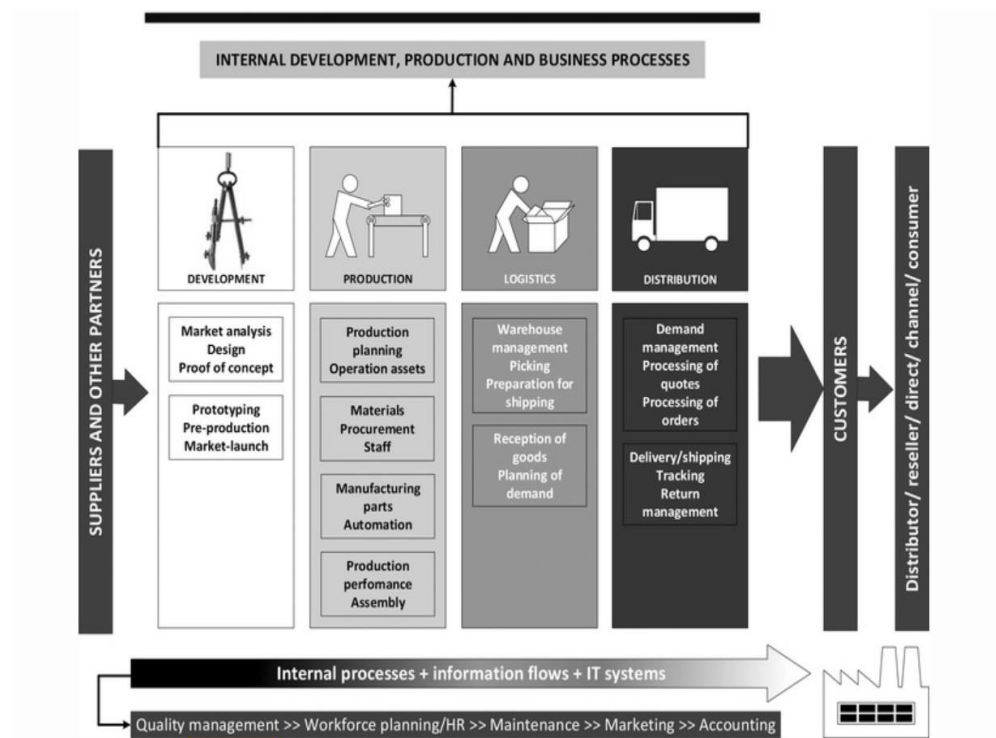 INTERNAL DEVELOPMENT, PRODUCTION AND BUSINESS PROCESSES
SUPPLIERS AND OTHER PARTNERS
DEVELOPMENT
Market analysis
Design
Proof of concept
Prototyping
Pre-production
Market-launch
PRODUCTION
Production
planning
Operation assets
Materials
Procurement
Staff
Manufacturing
parts
Automation
Production
perfomance
Assembly
LOGISTICS
Warehouse
management
Picking
Preparation for
shipping
Reception of
goods
Planning of
demand
DISTRIBUTION
Demand
management
Processing of
quotes
Processing of
orders
Delivery/shipping
Tracking
Return
management
CUSTOMERS
Distributor/ reseller/ direct/ channel/ consumer
Internal processes + information flows + IT systems
Quality management >> Workforce planning/HR >> Maintenance >> Marketing >> Accounting